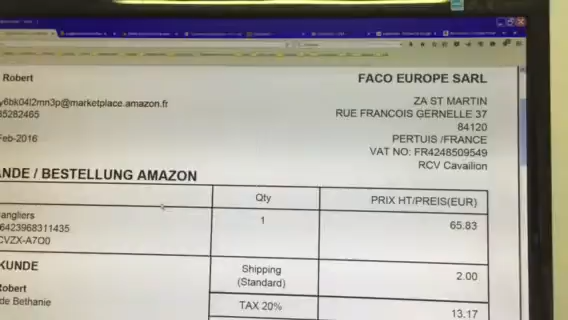 Robert
FACO EUROPE SARL
y6bk04l2mn3p@marketplace.amazon.fr
ZA ST MARTIN
35282465
RUE FRANCOIS GERNELLE 37
84120
Feb-2016
PERTUIS /FRANCE
VAT NO: FR4248509549
RCV Cavaillon
ANDE / BESTELLUNG AMAZON
Qty
PRIX HT/PREIS(EUR)
angliers
1
65.83
6423968311435
CVZX-A7O0
KUNDE
Shipping
(Standard)
2.00
Robert
de Bethanie
TAX 20%
13.17